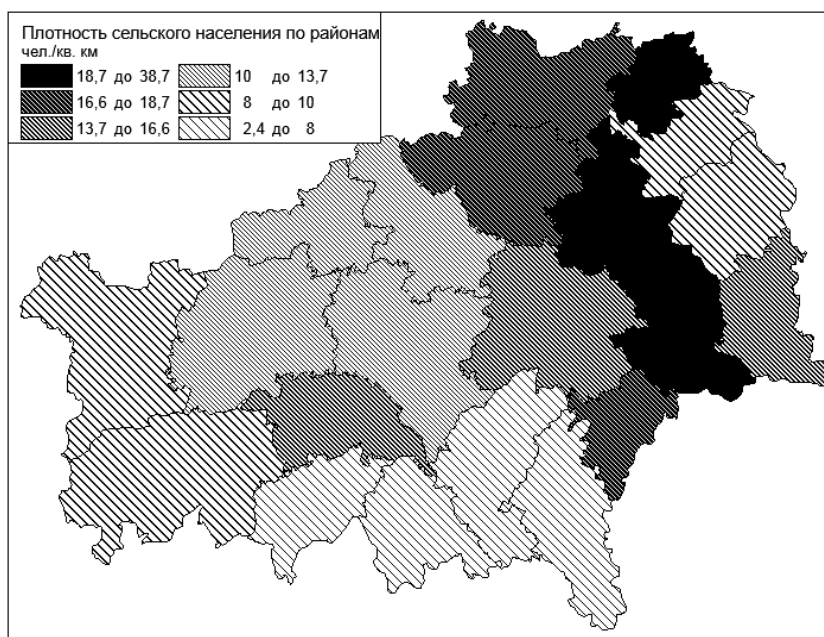 Плотность сельского населения по районам
чел./кв. км
18,7 до 38,7 10 до 13,7
16,6 до 18,7 8 до 10
13,7 до 16,6 2,4 до 8